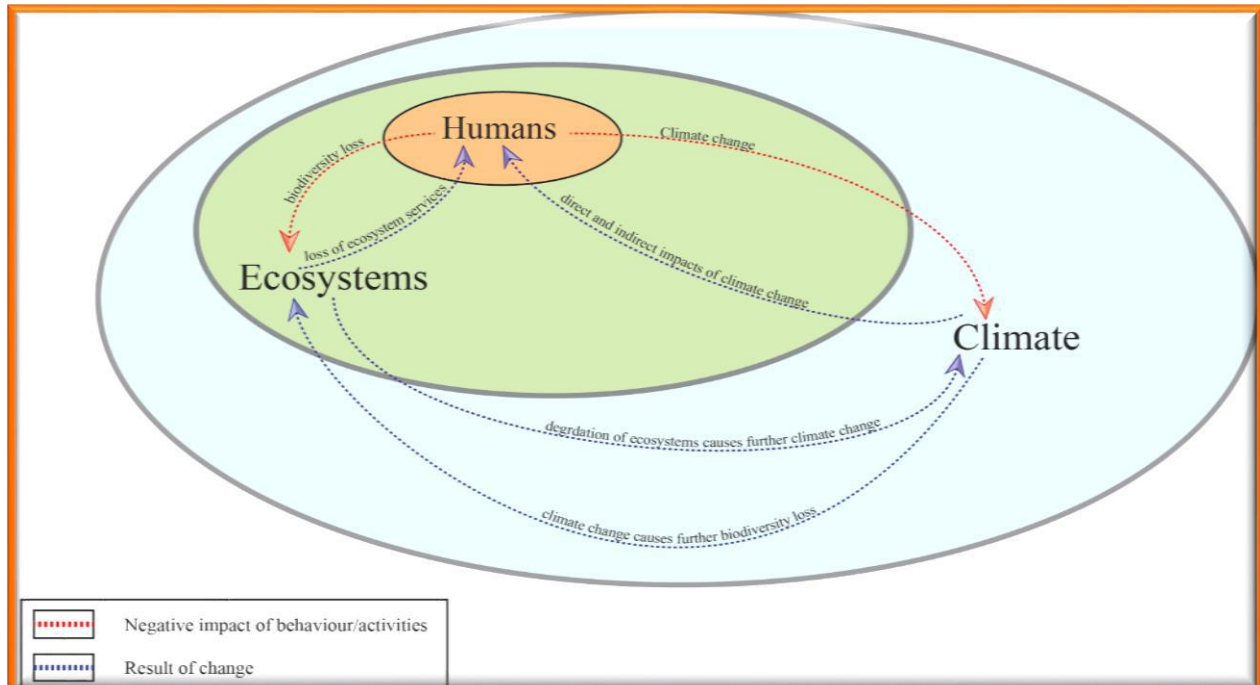 Humans
Climate change
biodiversity loss
loss of ecosystem services
direct and indirect impacts of climate change
Ecosystems
Climate
degrdation of ecosystems causes further climate change
climate change causes further biodiversity loss
Negative impact of behaviour/activities
Result of change